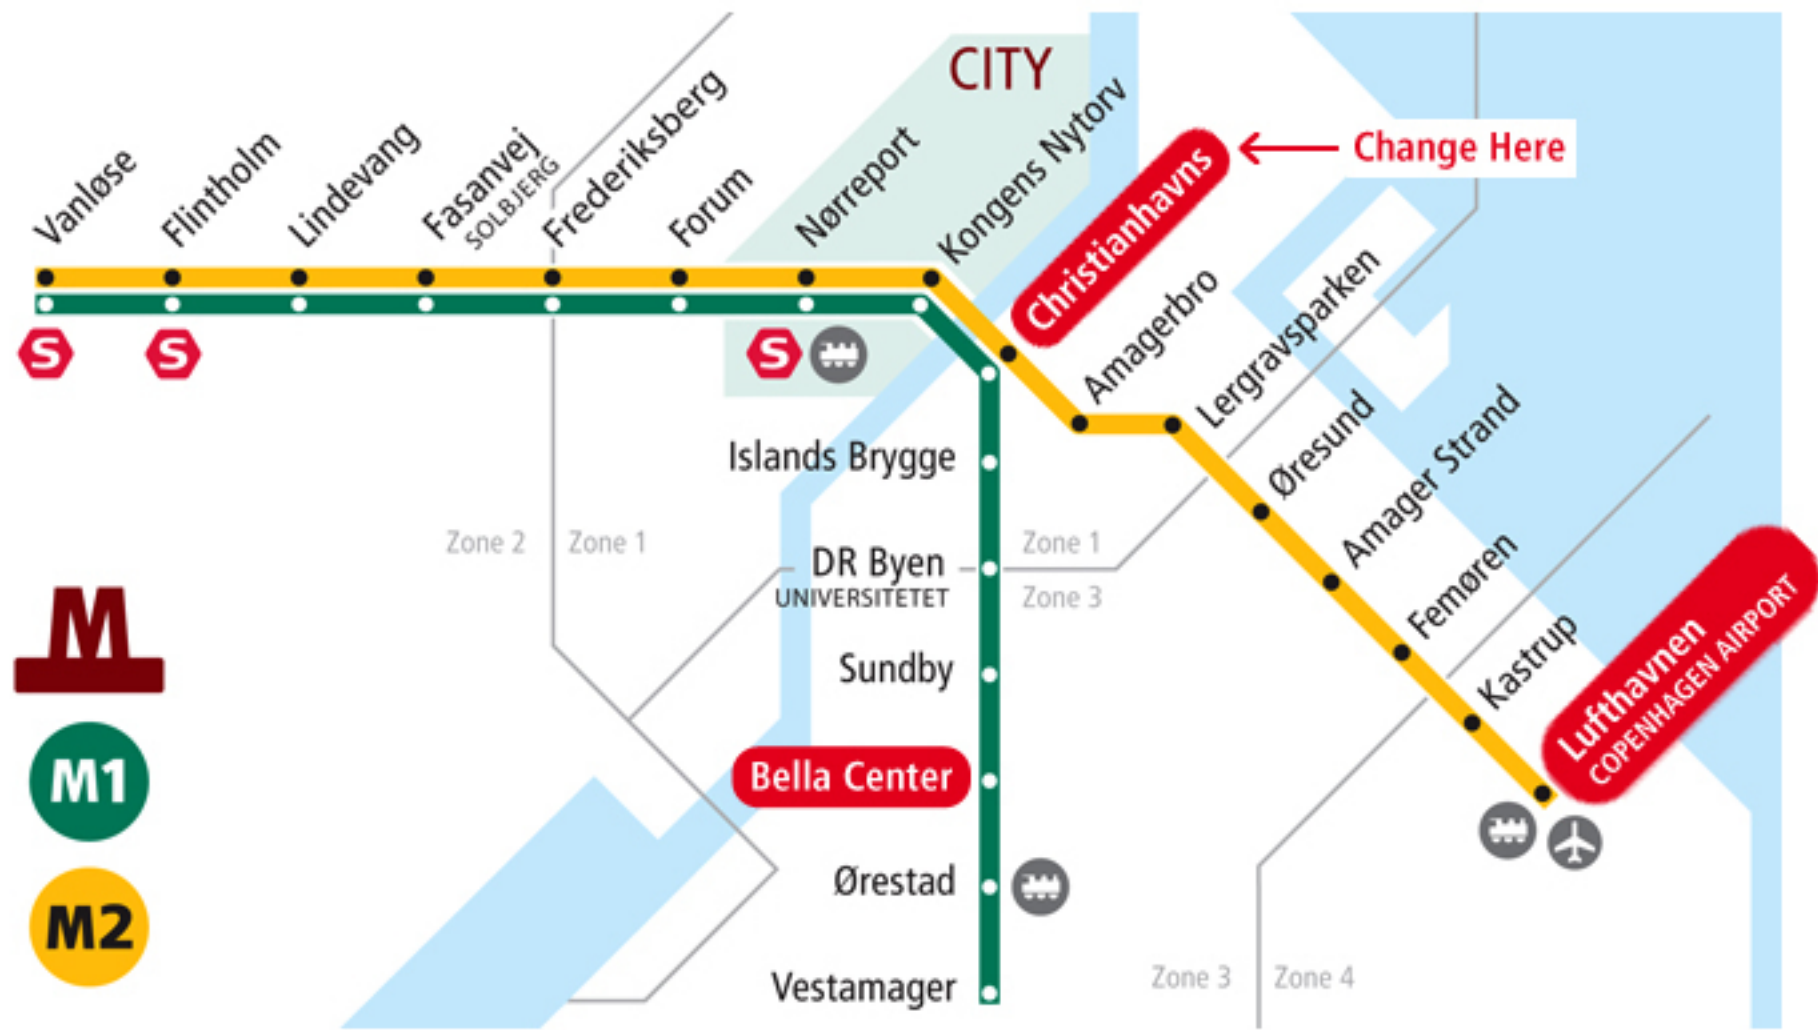 CITY
Change Here
Vanløse
Flintholm
Lindevang
Fasanvej
SOLBJERG
Frederiksberg
Forum
Nørreport
Kongens Nytorv
Christianhavns
Amagerbro
Lergravsparken
Øresund
Amager Strand
Femøren
Kastrup
Lufthavnen
COPENHAGEN AIRPORT
S
S
S
Islands Brygge
Zone 2
Zone 1
DR Byen
UNIVERSITETET
Zone 1
Zone 3
Sundby
Bella Center
Ørestad
Vestamager
Zone 3
Zone 4
M
M1
M2